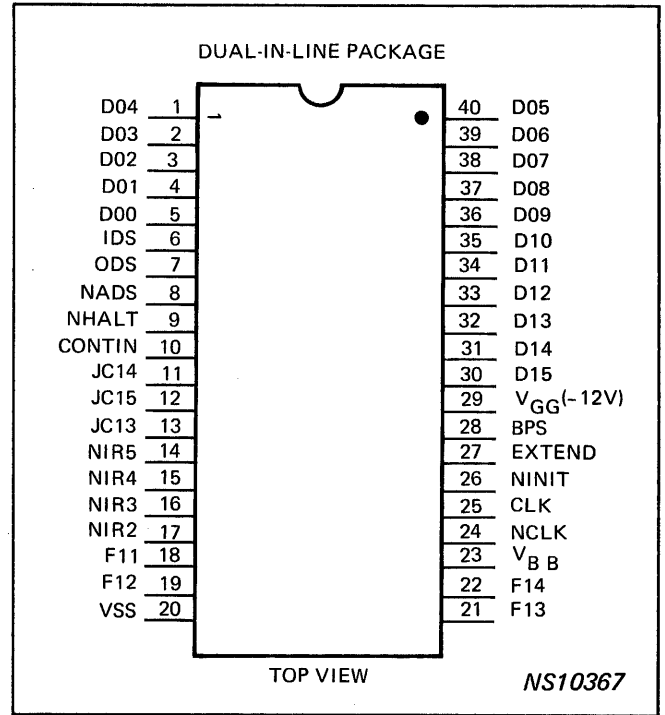 DUAL-IN-LINE PACKAGE
D04 1 40 D05
D03 2 39 D06
D02 3 38 D07
D01 4 37 D08
D00 5 36 D09
IDS 6 35 D10
ODS 7 34 D11
NADS 8 33 D12
NHALT 9 32 D13
CONTIN 10 31 D14
JC14 11 30 D15
JC15 12 29 VGG(-12V)
JC13 13 28 BPS
NIR5 14 27 EXTEND
NIR4 15 26 NINIT
NIR3 16 25 CLK
NIR2 17 24 NCLK
F11 18 23 VBB
F12 19 22 F14
VSS 20 21 F13
TOP VIEW
NS10367